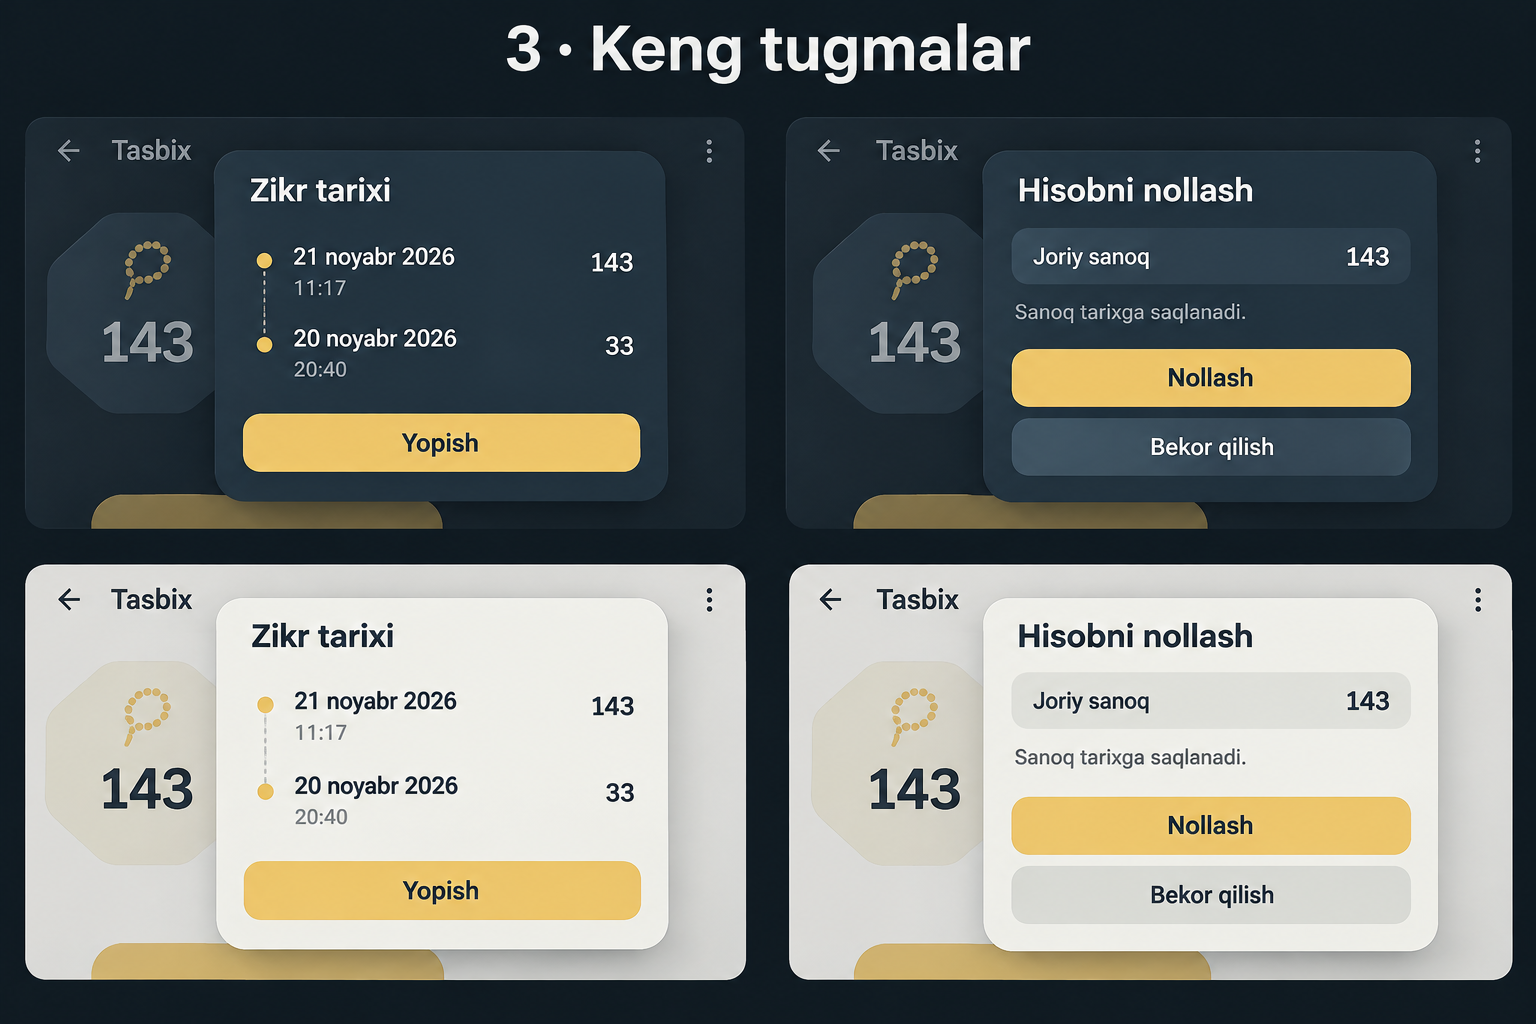 3 · Keng tugmalar
Tasbix
Zikr tarixi
21 noyabr 2026
143
11:17
20 noyabr 2026
33
20:40
143
Yopish
Tasbix
Hisobni nollash
Joriy sanoq
143
Sanoq tarixga saqlanadi.
143
Nollash
Bekor qilish
Tasbix
Zikr tarixi
21 noyabr 2026
143
11:17
20 noyabr 2026
33
20:40
143
Yopish
Tasbix
Hisobni nollash
Joriy sanoq
143
Sanoq tarixga saqlanadi.
143
Nollash
Bekor qilish